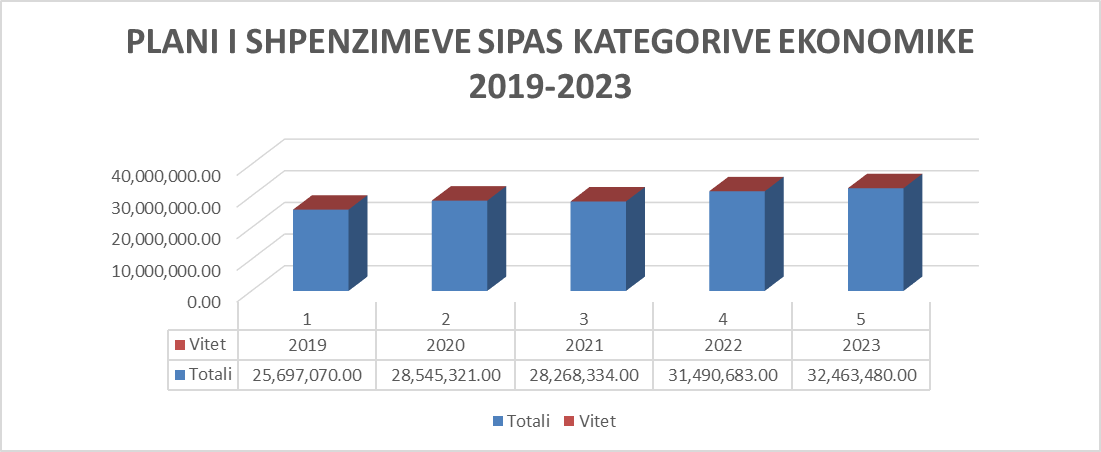 PLANI I SHPENZIMEVE SIPAS KATEGORIVE EKONOMIKE
2019-2023
40,000,000.00
30,000,000.00
20,000,000.00
10,000,000.00
0.00
1 2 3 4 5
Vitet 2019 2020 2021 2022 2023
Totali 25,697,070.00 28,545,321.00 28,268,334.00 31,490,683.00 32,463,480.00
Totali Vitet